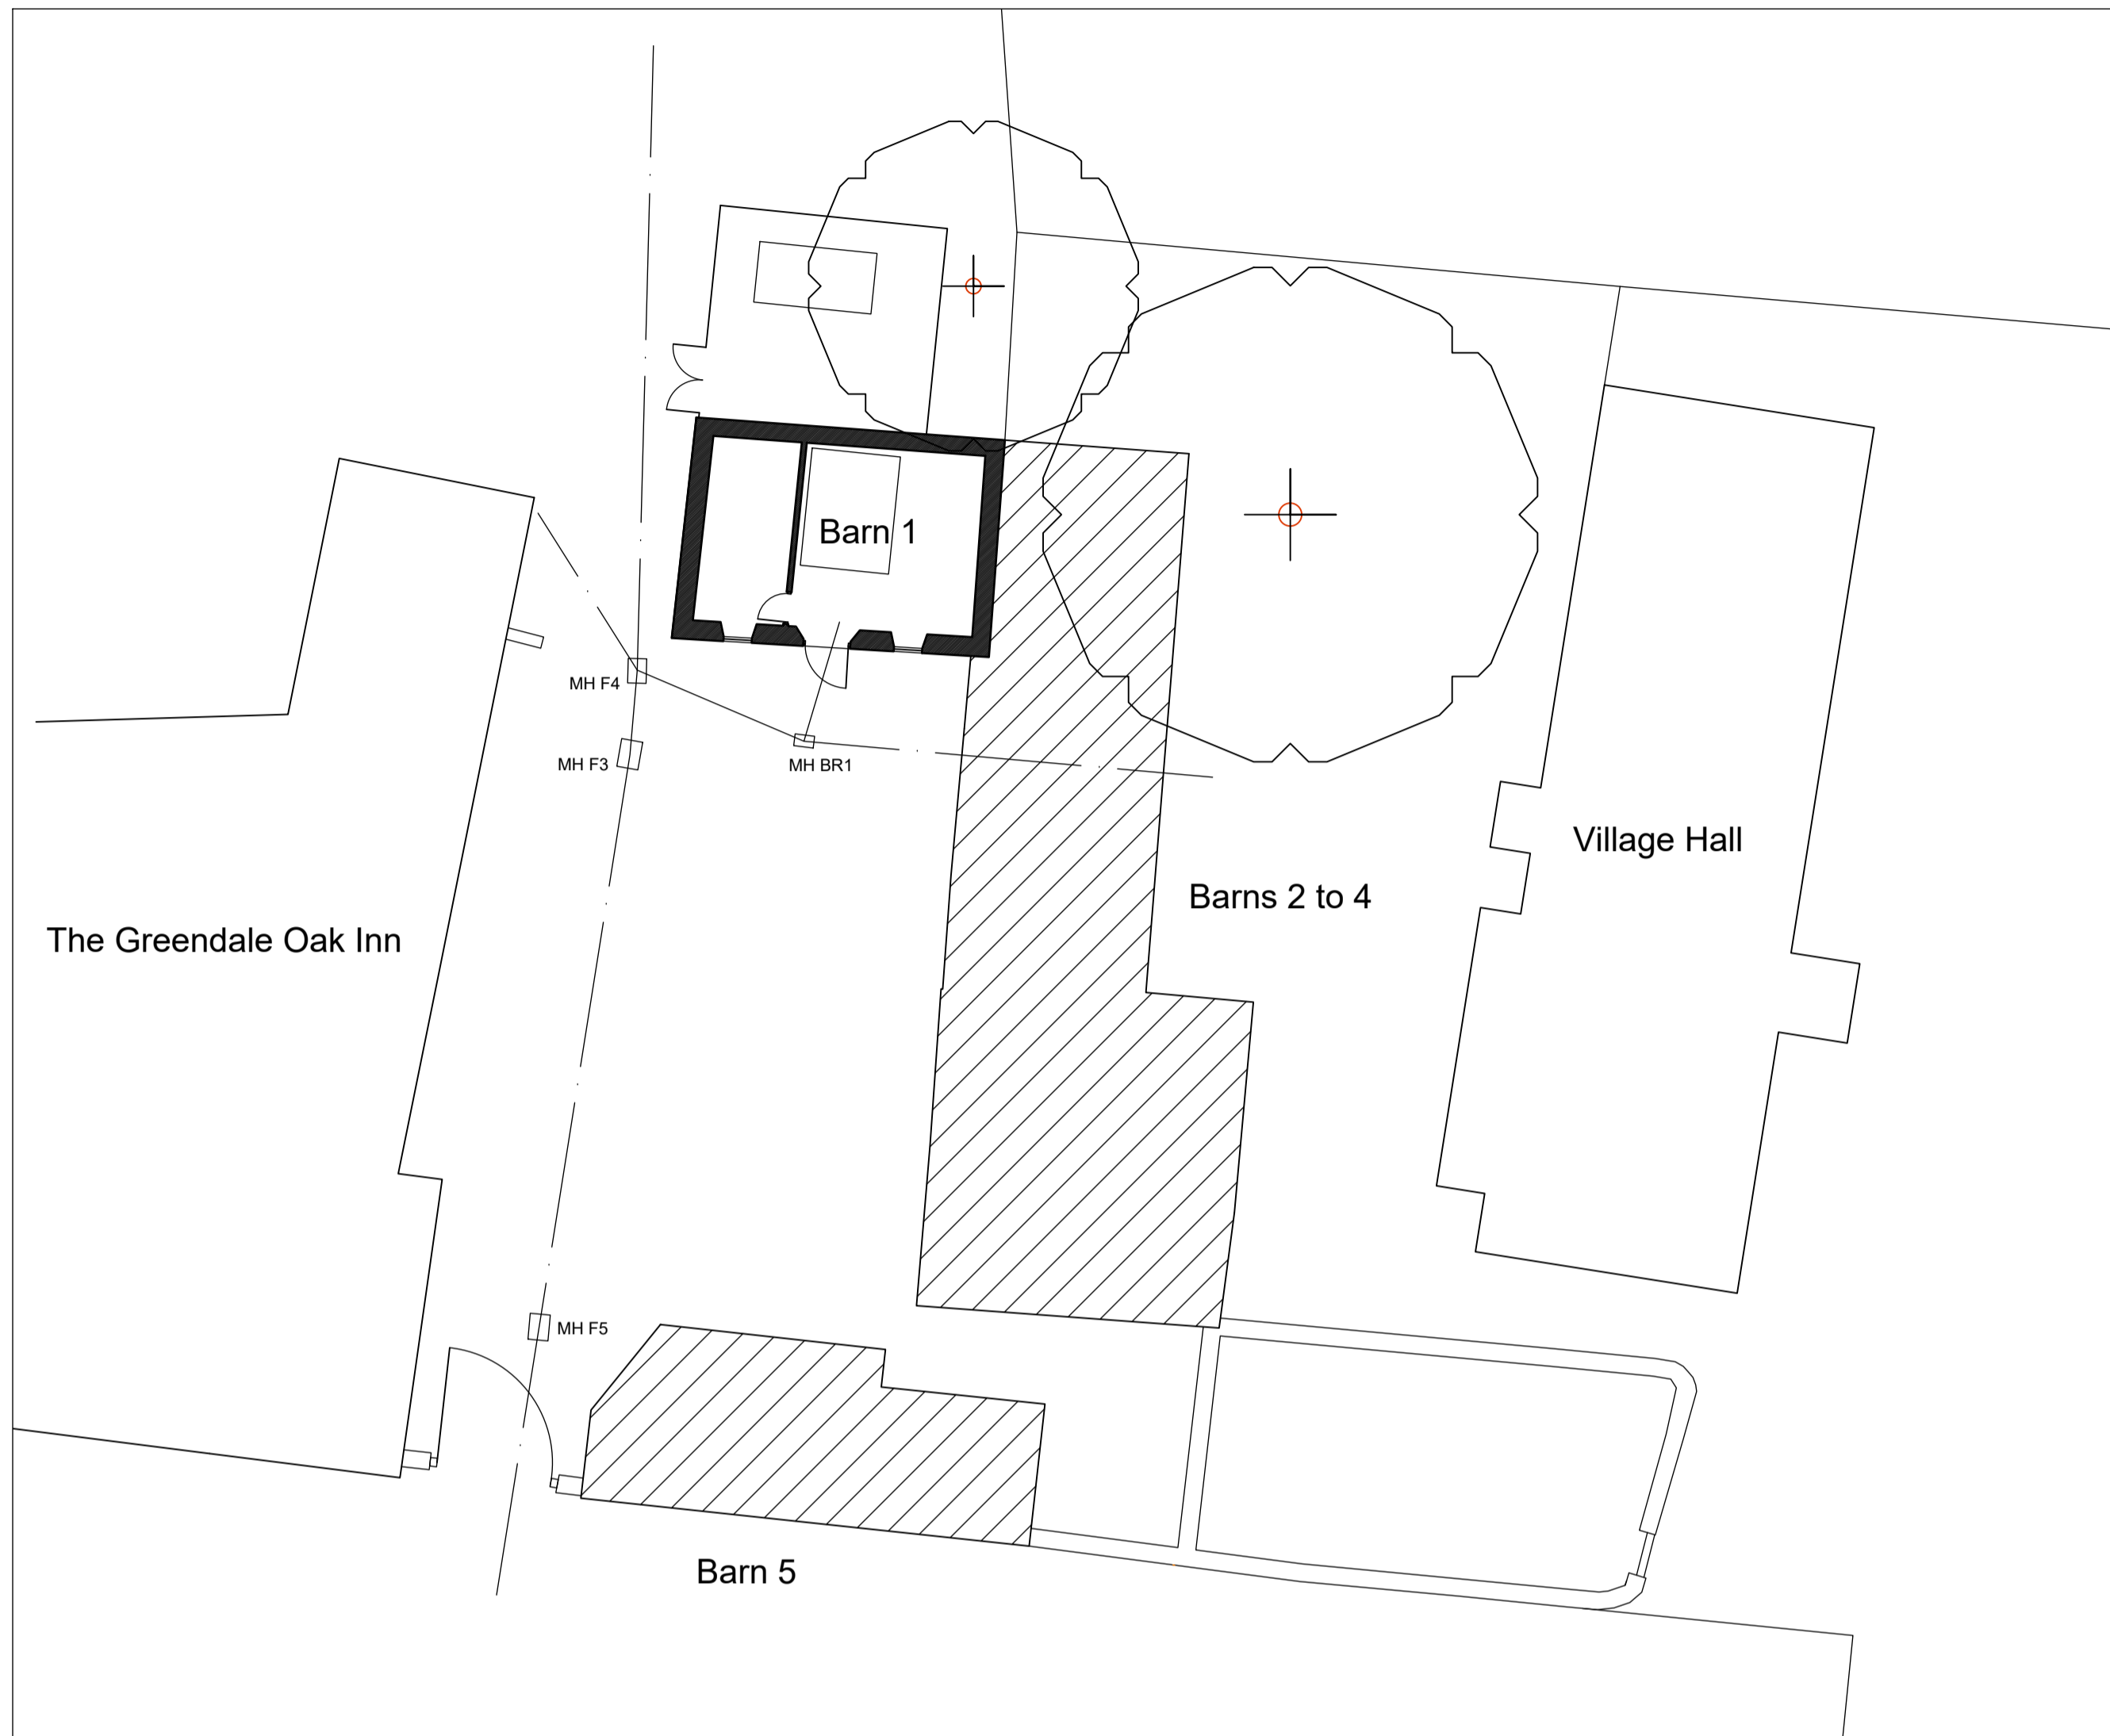 Barn 1
MH F4
MH F3
MH BR1
Village Hall
Barns 2 to 4
The Greendale Oak Inn
MH F5
Barn 5